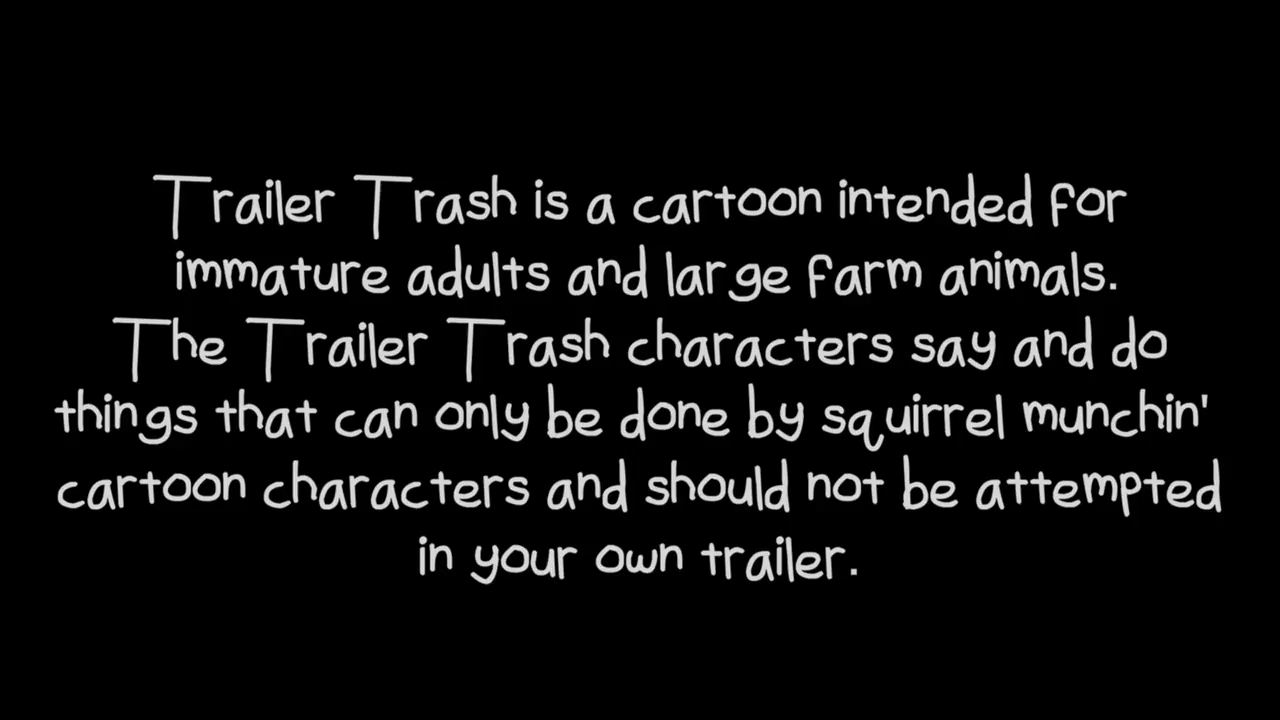 Trailer Trash is a cartoon intended for
immature adults and large farm animals.
The Trailer Trash characters say and do
things that can only be done by squirrel munchin'
cartoon characters and should not be attempted
in your own trailer.